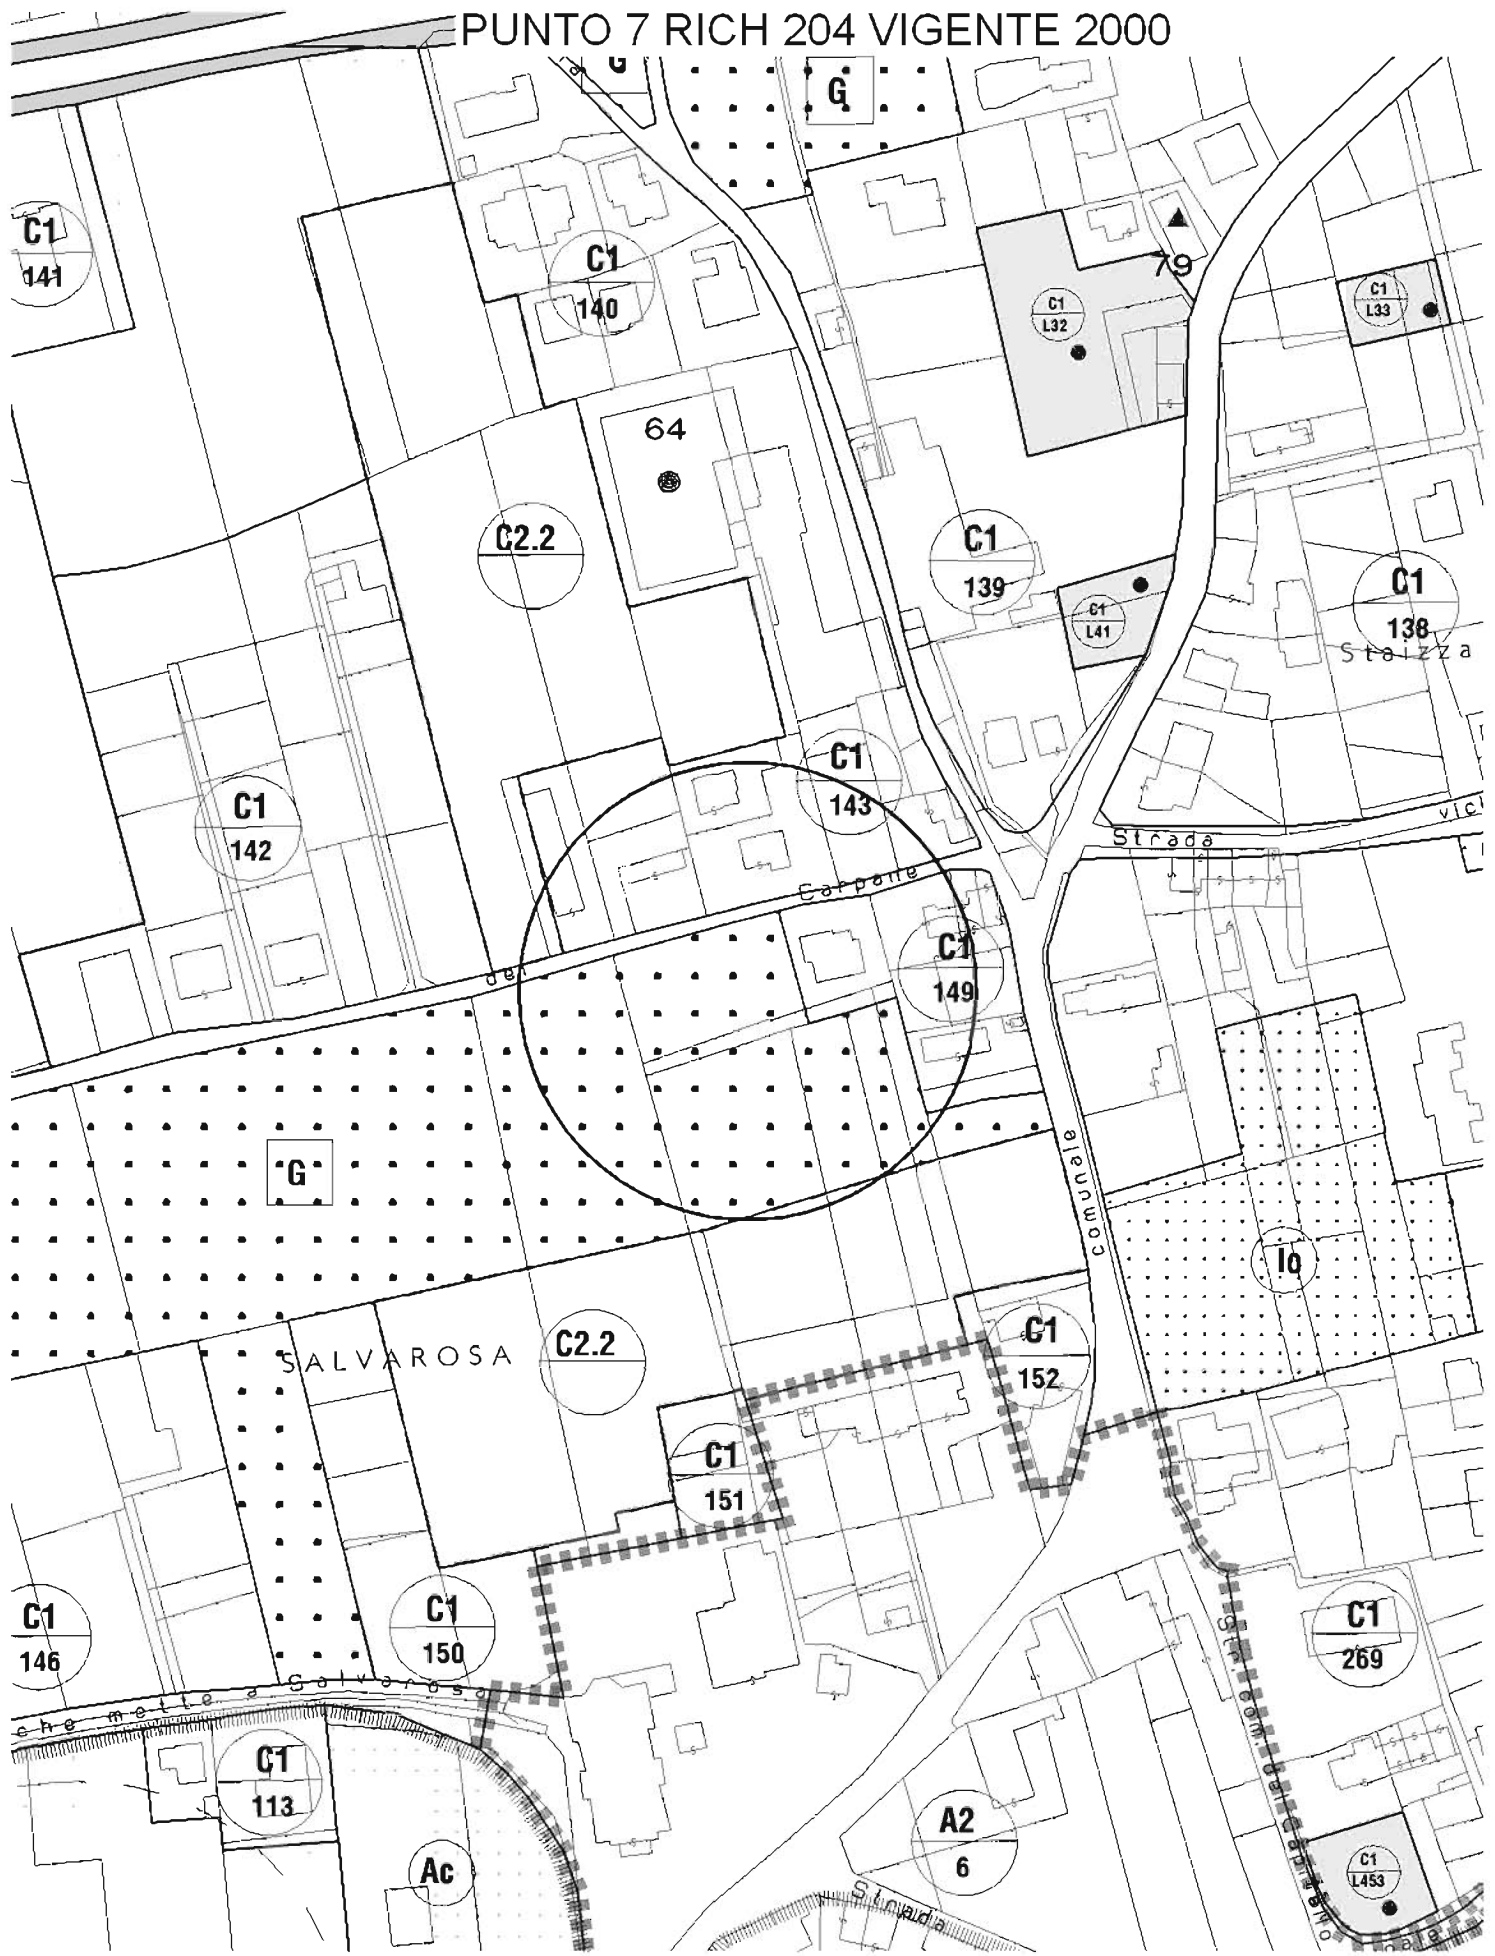 PUNTO 7 RICH 204 VIGENTE 2000
G
G
C1
141
C1
140
79
C1
L32
C1
L33
64
C2.2
C1
139
C1
L41
C1
138
Staizza
C1
143
C1
142
Strada
Carpane
del
C1
149
G
comunale
Io
SALVAROSA
C2.2
C1
152
C1
151
C1
146
C1
150
C1
269
che mette a Salvarosa
C1
113
Ac
A2
6
Strada
C1
L453